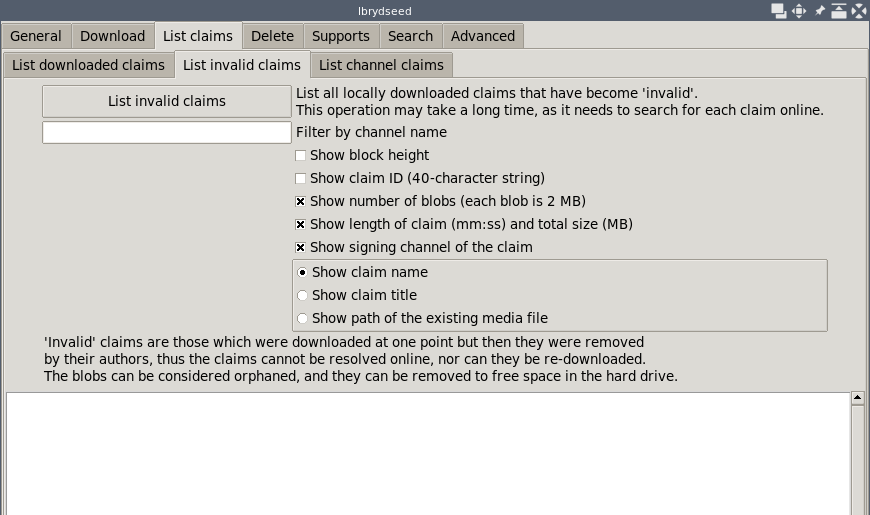 lbrydseed
General Download List claims Delete Supports Search Advanced
List downloaded claims List invalid claims List channel claims
List invalid claims
List all locally downloaded claims that have become 'invalid'.
This operation may take a long time, as it needs to search for each claim online.
Filter by channel name
Show block height
Show claim ID (40-character string)
Show number of blobs (each blob is 2 MB)
Show length of claim (mm:ss) and total size (MB)
Show signing channel of the claim
Show claim name
Show claim title
Show path of the existing media file
'Invalid' claims are those which were downloaded at one point but then they were removed
by their authors, thus the claims cannot be resolved online, nor can they be re-downloaded.
The blobs can be considered orphaned, and they can be removed to free space in the hard drive.